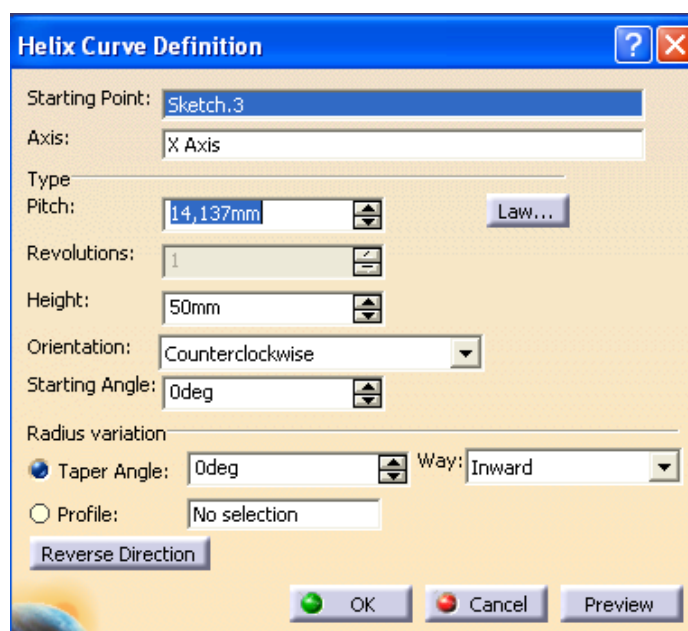 Helix Curve Definition
Starting Point: Sketch.3
Axis: X Axis
Type
Pitch: 14,137mm Law...
Revolutions: 1
Height: 50mm
Orientation: Counterclockwise
Starting Angle: 0deg
Radius variation
Taper Angle: 0deg Way: Inward
Profile: No selection
Reverse Direction
OK Cancel Preview